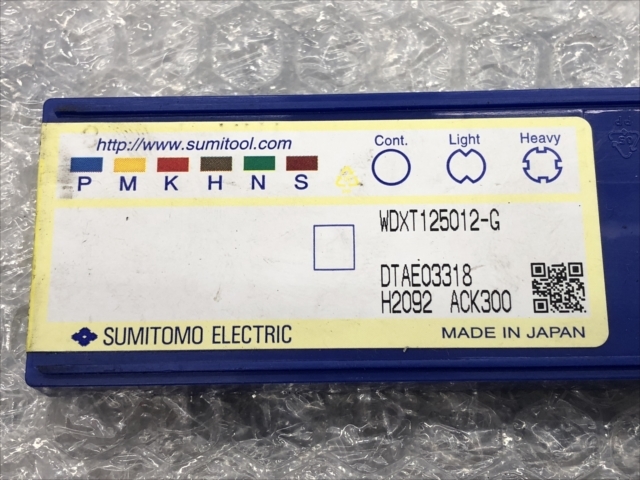 http://www.sumitool.com
Cont. Light Heavy
P M K H N S
WDXT125012-G
DTAE03318
H2092 ACK300
SUMITOMO ELECTRIC
MADE IN JAPAN